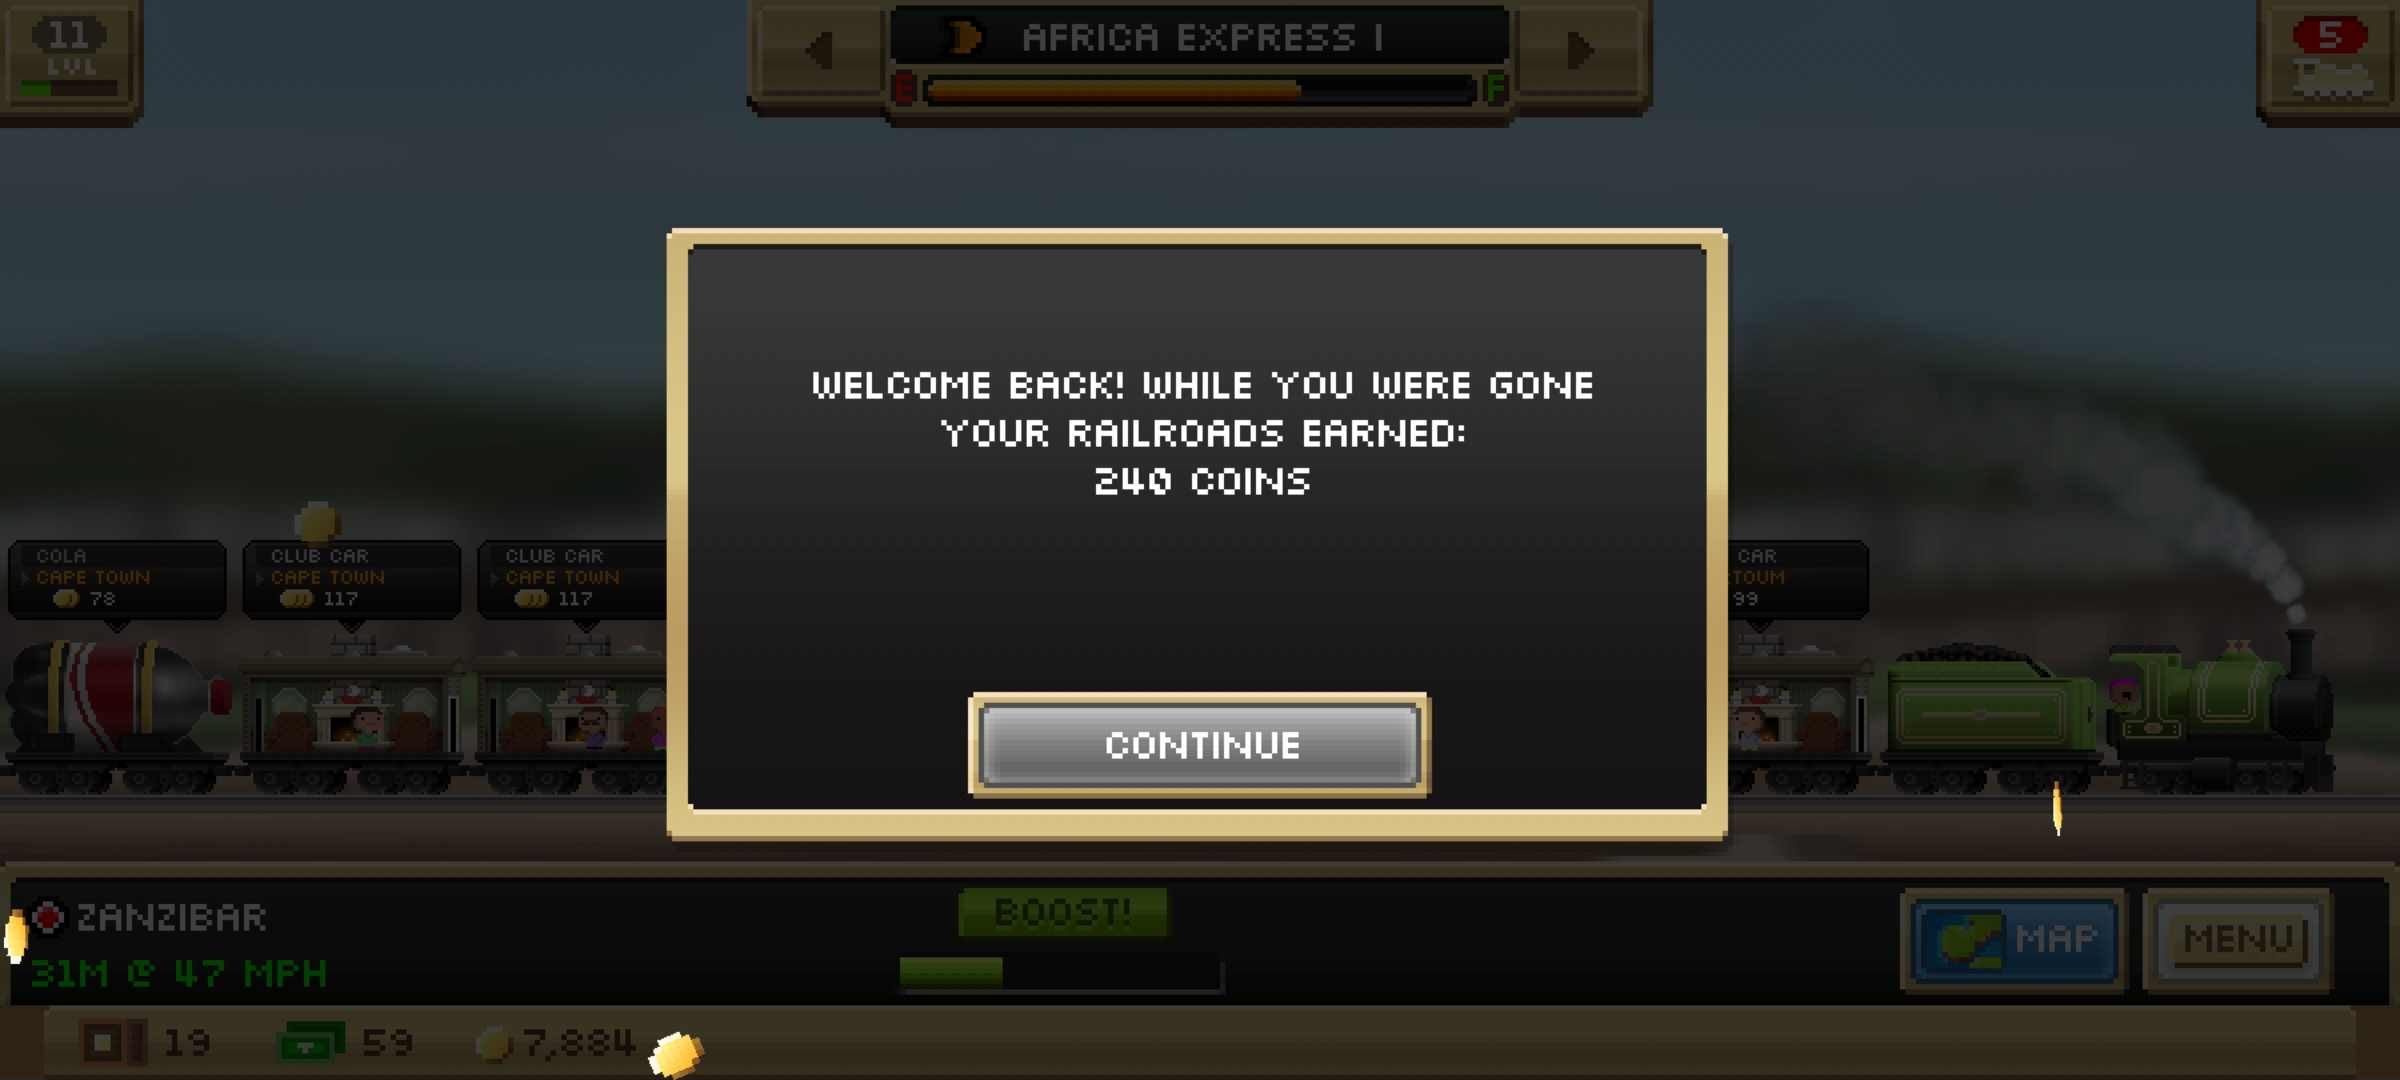 11
LVL
AFRICA EXPRESS I
E
F
5
WELCOME BACK! WHILE YOU WERE GONE
YOUR RAILROADS EARNED:
240 COINS
CONTINUE
COLA
CAPE TOWN
78
CLUB CAR
CAPE TOWN
117
CLUB CAR
CAPE TOWN
117
CAR
TOUM
99
ZANZIBAR
31M @ 47 MPH
BOOST!
MAP
MENU
19
59
7,884